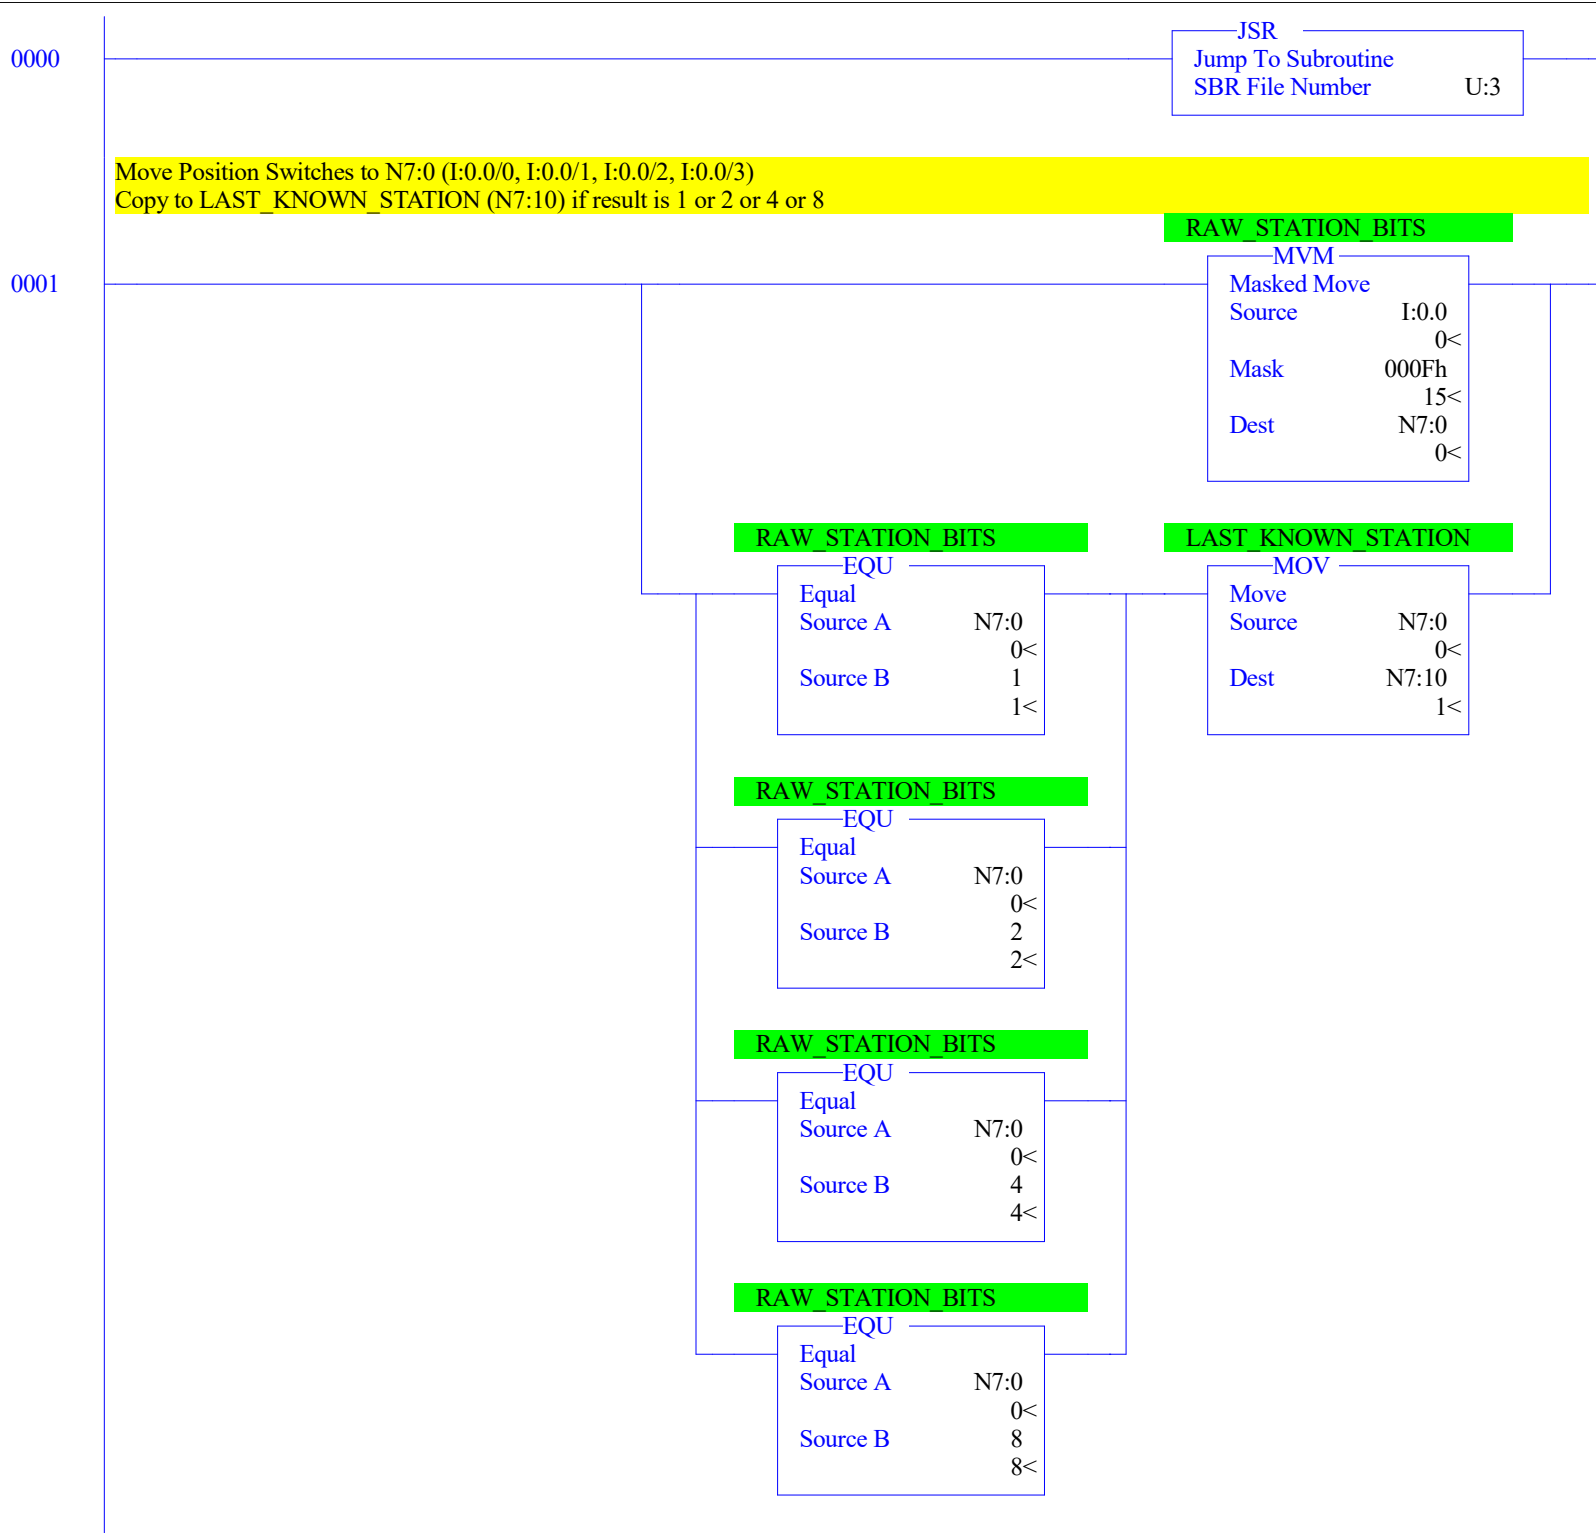 JSR
0000
Jump To Subroutine
SBR File Number U:3
Move Position Switches to N7:0 (I:0.0/0, I:0.0/1, I:0.0/2, I:0.0/3)
Copy to LAST_KNOWN_STATION (N7:10) if result is 1 or 2 or 4 or 8
RAW_STATION_BITS
MVM
0001
Masked Move
Source I:0.0
0<
Mask 000Fh
15<
Dest N7:0
0<
RAW_STATION_BITS
EQU
Equal
Source A N7:0
0<
Source B 1
1<
LAST_KNOWN_STATION
MOV
Move
Source N7:0
0<
Dest N7:10
1<
RAW_STATION_BITS
EQU
Equal
Source A N7:0
0<
Source B 2
2<
RAW_STATION_BITS
EQU
Equal
Source A N7:0
0<
Source B 4
4<
RAW_STATION_BITS
EQU
Equal
Source A N7:0
0<
Source B 8
8<